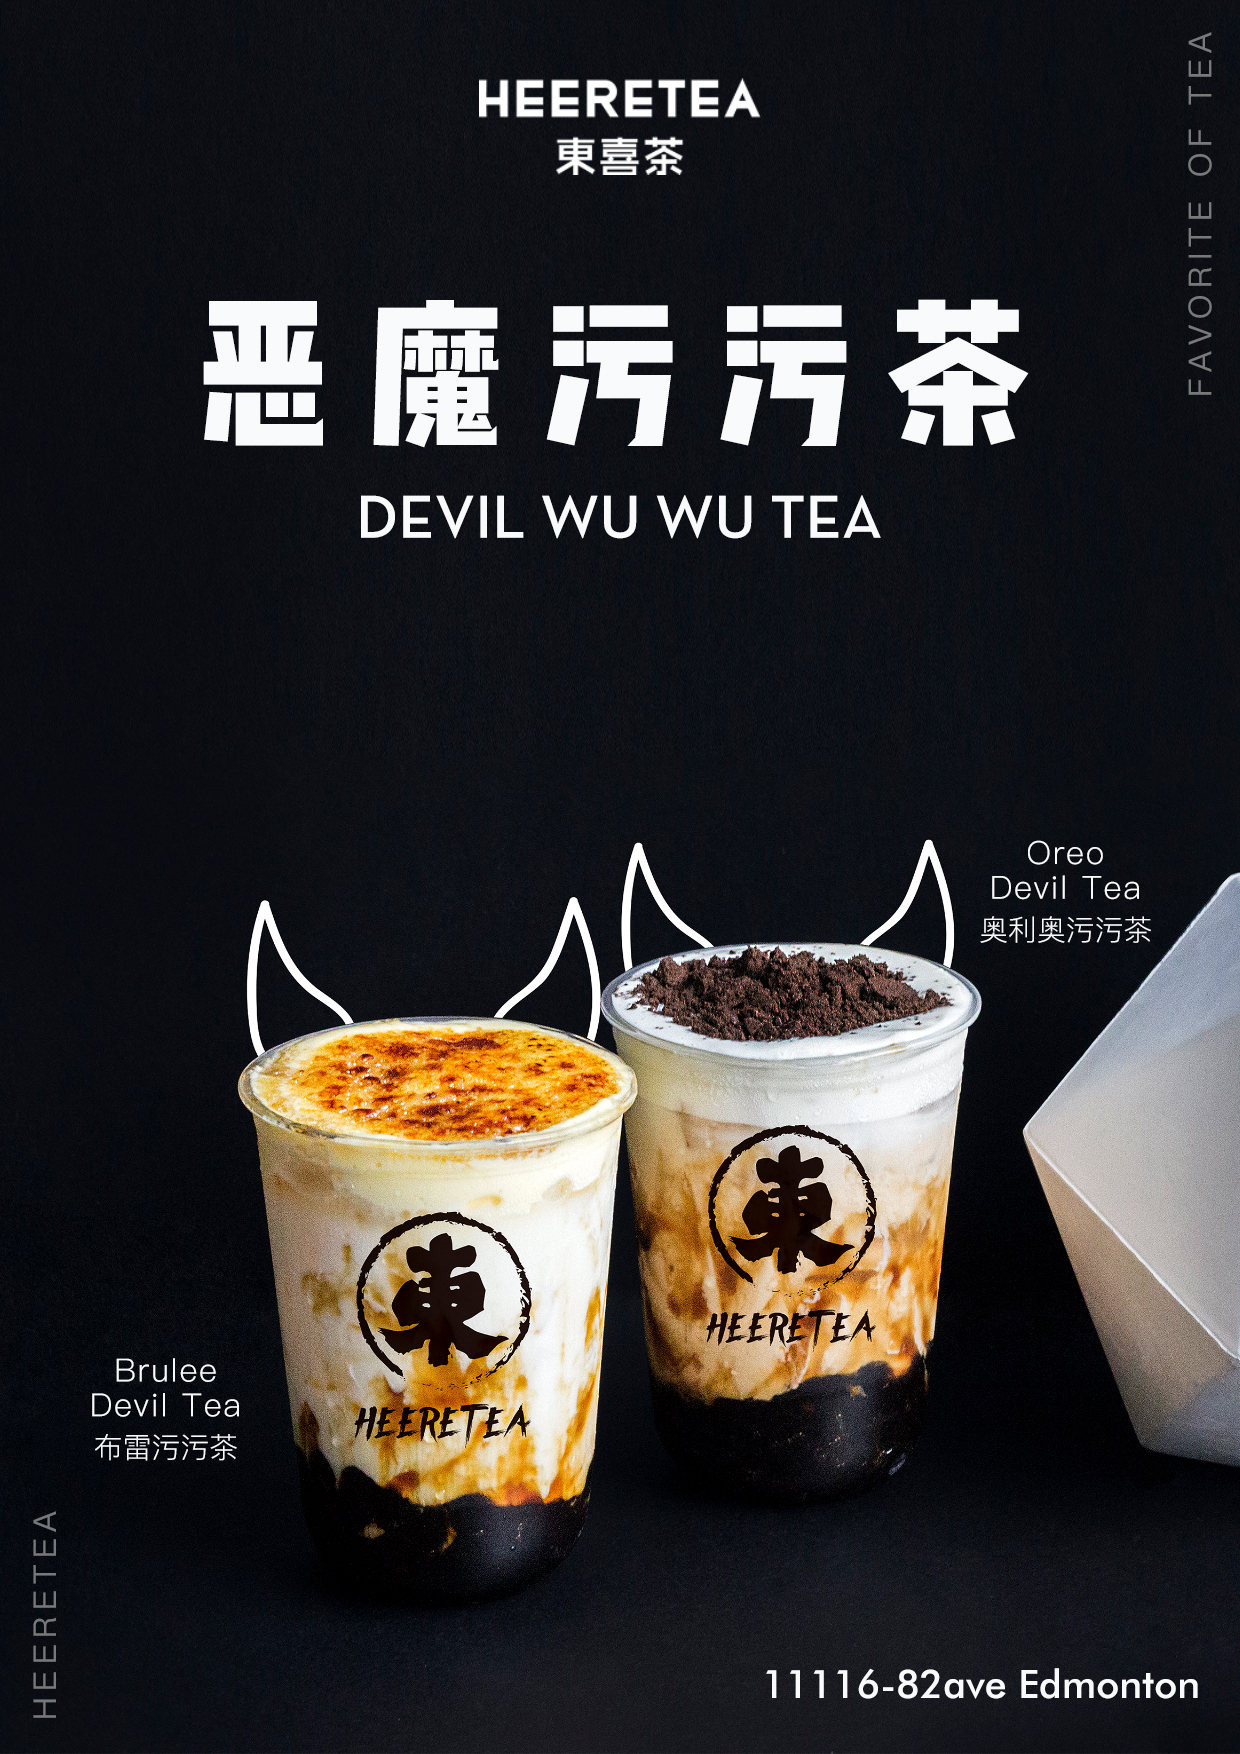 HEERETEA
東喜茶
FAVORITE OF TEA
恶魔污污茶
DEVIL WU WU TEA
Oreo
Devil Tea
奥利奥污污茶
東
HEERETEA
東
HEERETEA
Brulee
Devil Tea
布雷污污茶
HEERETEA
11116-82ave Edmonton